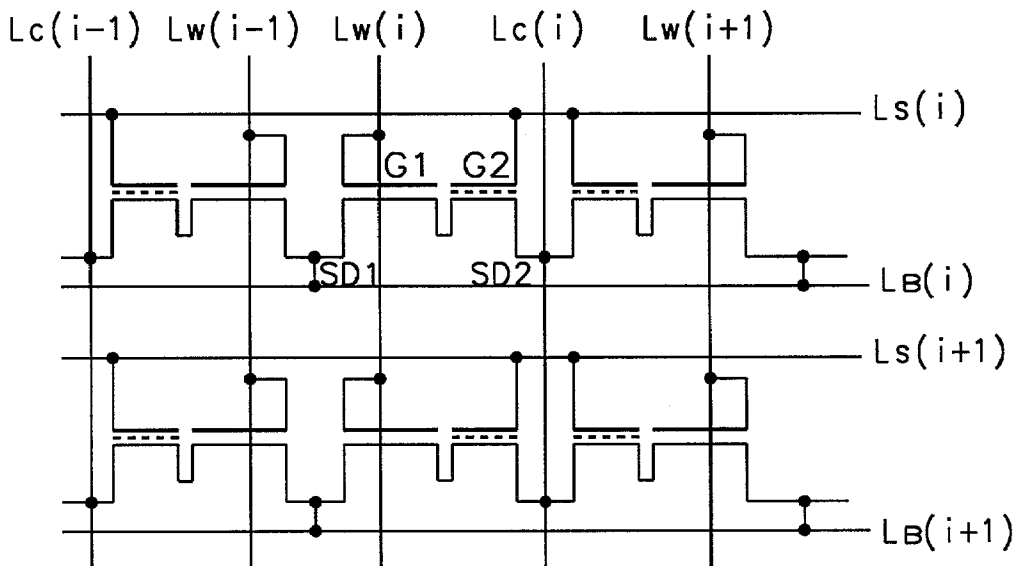 Lc(i-1) Lw(i-1) Lw(i) Lc(i) Lw(i+1)
Ls(i)
G1 G2
SD1 SD2
LB(i)
Ls(i+1)
LB(i+1)